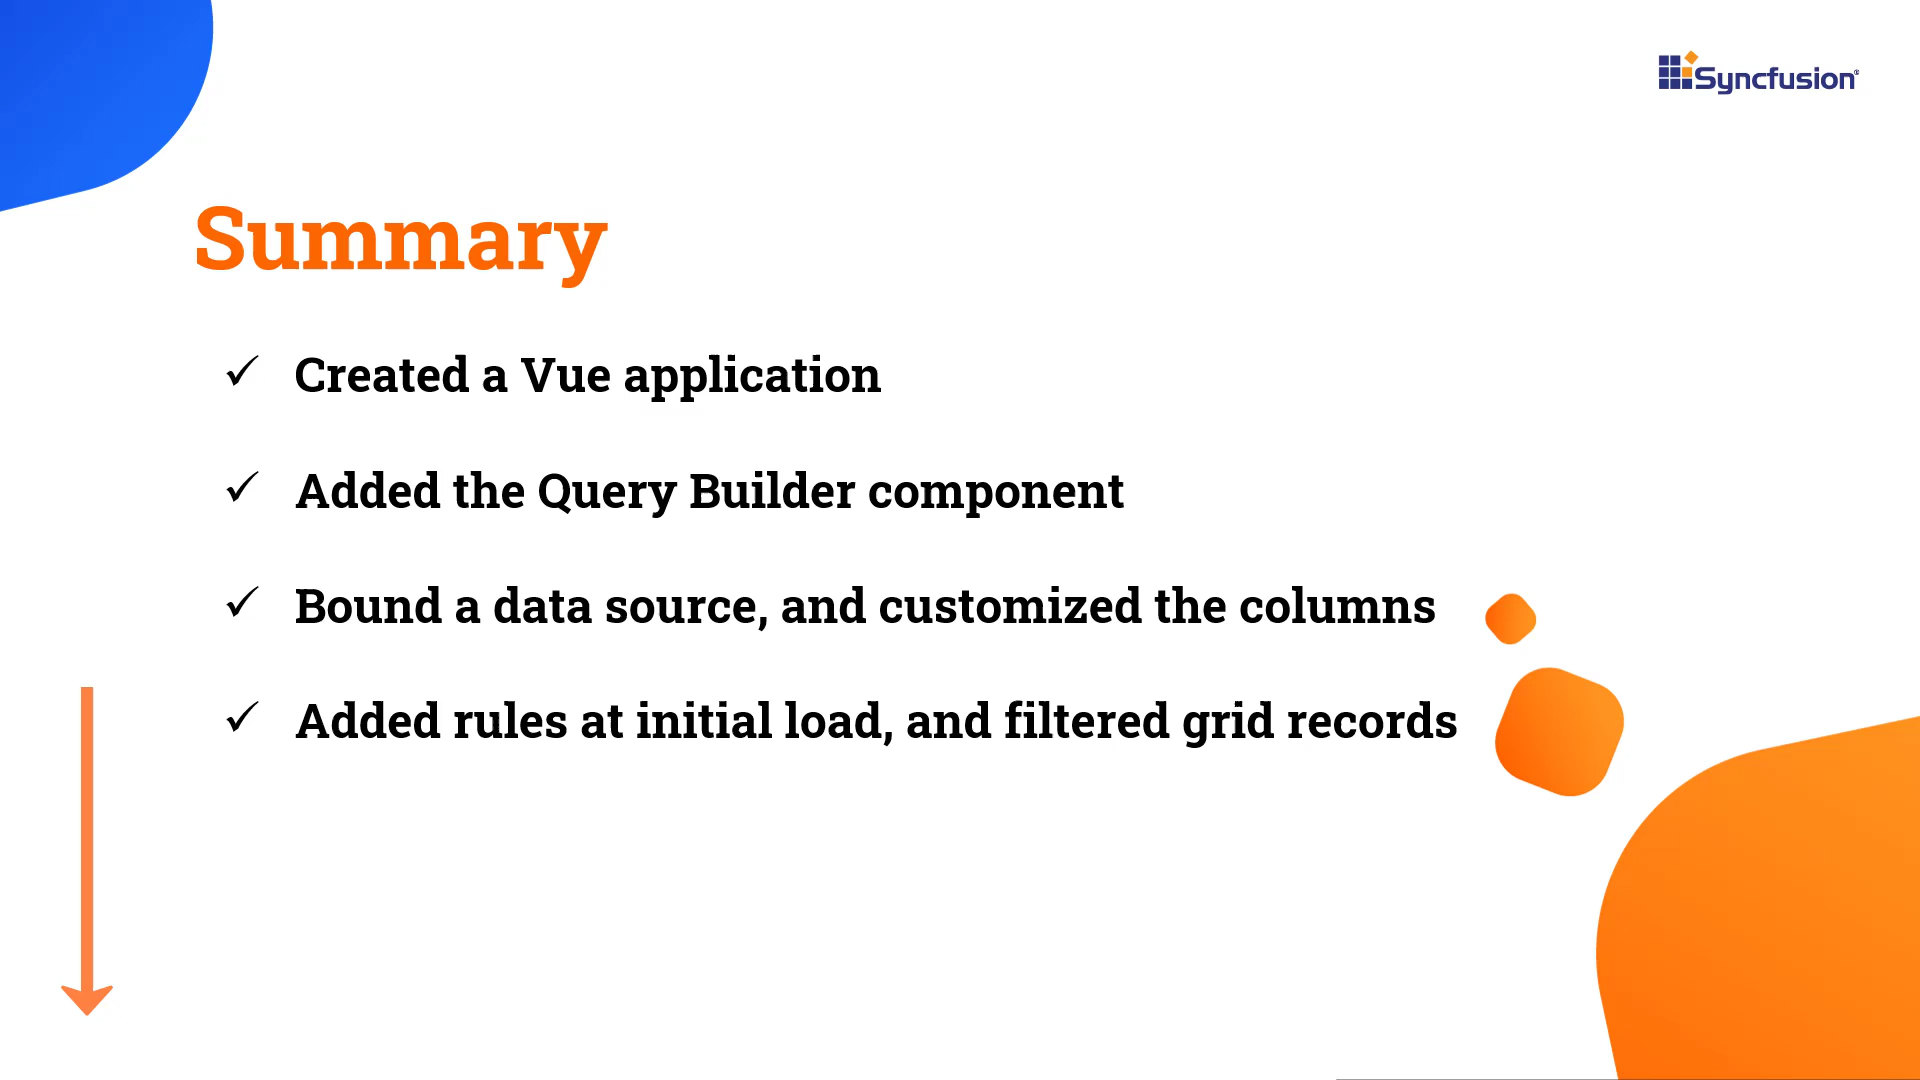 Syncfusion®
Summary
✓ Created a Vue application
✓ Added the Query Builder component
✓ Bound a data source, and customized the columns
✓ Added rules at initial load, and filtered grid records